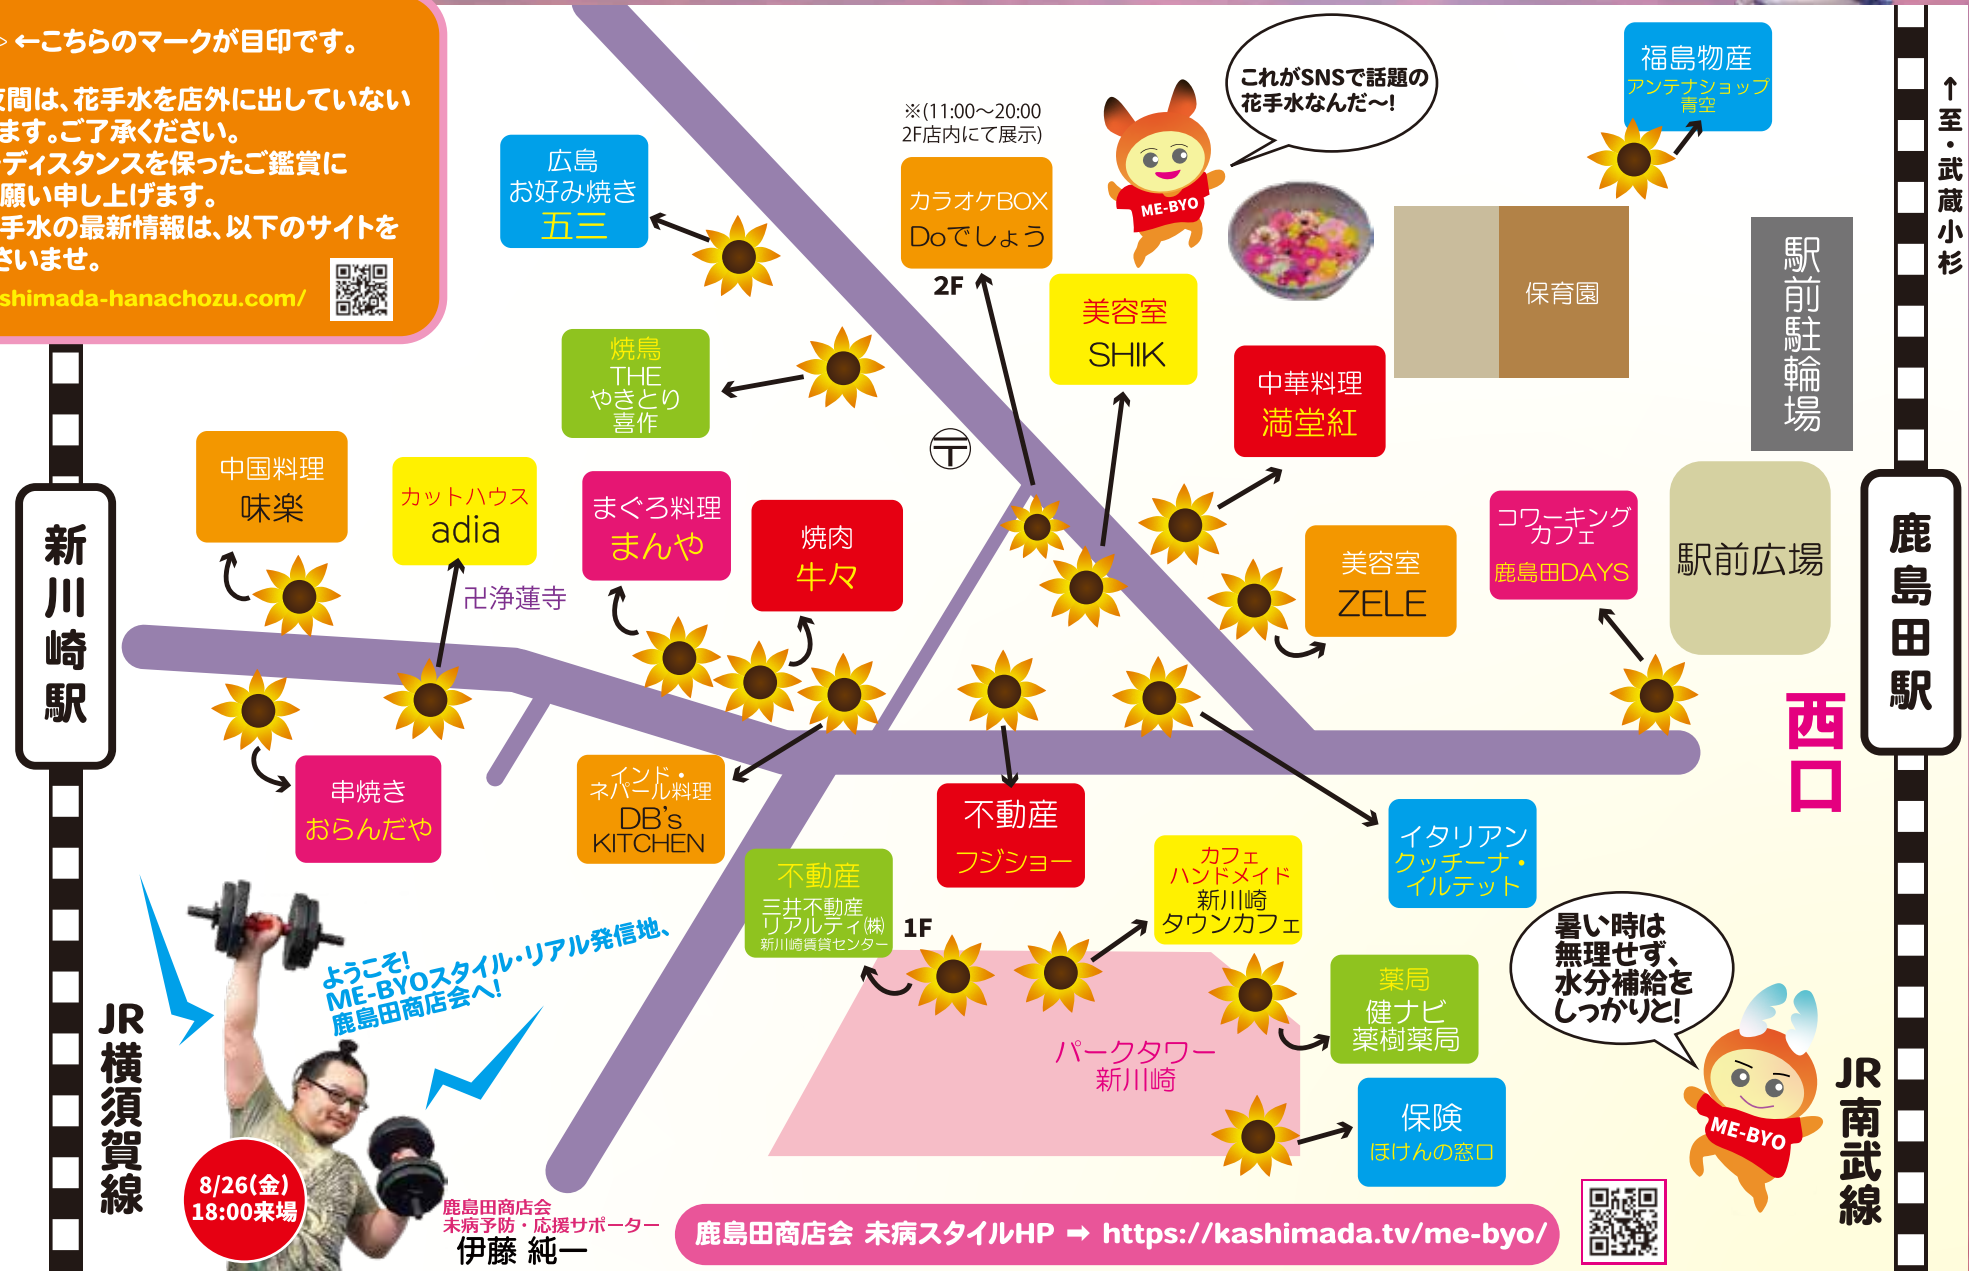 ←こちらのマークが目印です。
間は、花手水を店外に出していない
ます。ご了承ください。
ディスタンスを保ったご鑑賞に
願い申し上げます。
手水の最新情報は、以下のサイトを
さいませ。
shimada-hanachozu.com/
※(11:00〜20:00
2F店内にて展示)
これがSNSで話題の
花手水なんだ〜!
ME-BYO
福島物産
アンテナショップ
青空
↑至・武蔵小杉
広島
お好み焼き
五三
カラオケBOX
Doでしょう
2F
美容室
SHIK
保育園
駅前駐輪場
焼鳥
THE
やきとり
喜作
中華料理
満堂紅
〒
中国料理
味楽
カットハウス
adia
まぐろ料理
まんや
焼肉
牛々
美容室
ZELE
コワーキング
カフェ
鹿島田DAYS
駅前広場
新川崎駅
鹿島田駅
卍浄蓮寺
西口
串焼き
おらんだや
インド・
ネパール料理
DB's
KITCHEN
不動産
フジショー
イタリアン
クッチーナ・
イルテット
不動産
三井不動産
リアルティ(株)
新川崎賃貸センター
1F
カフェ
ハンドメイド
新川崎
タウンカフェ
薬局
健ナビ
薬樹薬局
パークタワー
新川崎
保険
ほけんの窓口
暑い時は
無理せず、
水分補給を
しっかりと!
ME-BYO
ようこそ!
ME-BYOスタイル・リアル発信地、
鹿島田商店会へ!
JR横須賀線
JR南武線
8/26(金)
18:00来場
鹿島田商店会
未病予防・応援サポーター
伊藤 純一
鹿島田商店会 未病スタイルHP ➡ https://kashimada.tv/me-byo/